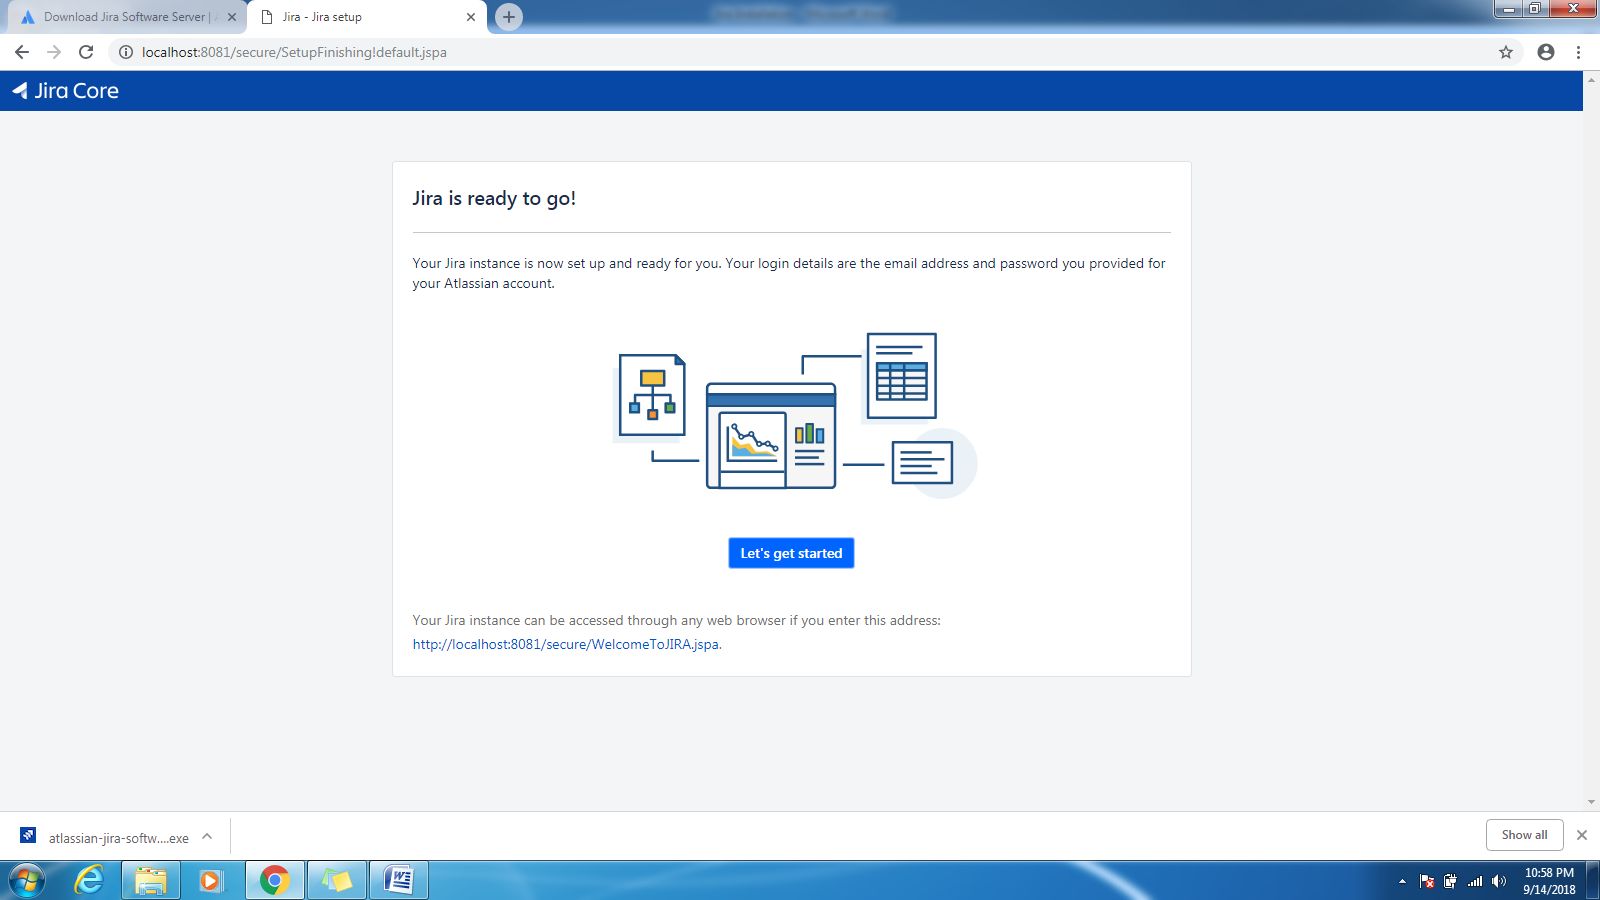 Download Jira Software Server |
Jira - Jira setup
localhost:8081/secure/SetupFinishing!default.jspa
Jira Core
Jira is ready to go!
Your Jira instance is now set up and ready for you. Your login details are the email address and password you provided for
your Atlassian account.
Let's get started
Your Jira instance can be accessed through any web browser if you enter this address:
http://localhost:8081/secure/WelcomeToJIRA.jspa.
atlassian-jira-softw....exe
Show all
10:58 PM
9/14/2018